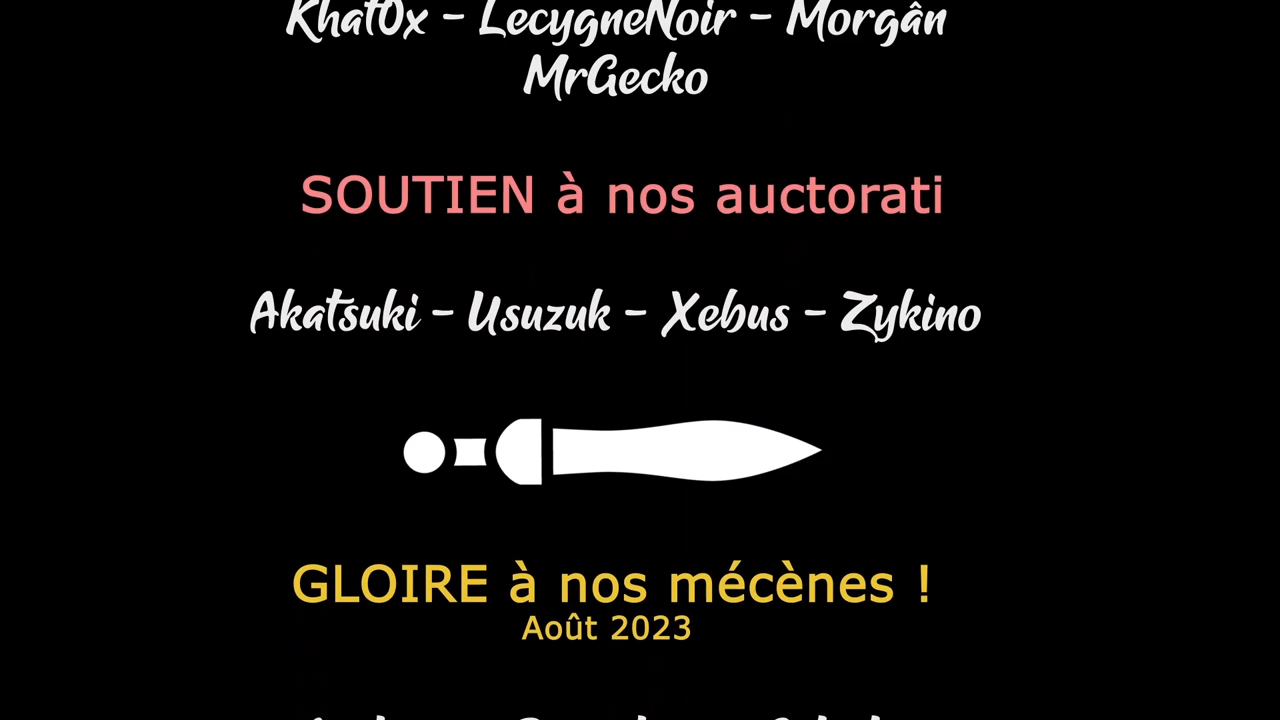 Khat0x - LecygneNoir - Morgân
MrGecko
SOUTIEN à nos auctorati
Akatsuki - Usuzuk - Xebus - Zykino
GLOIRE à nos mécènes !
Août 2023